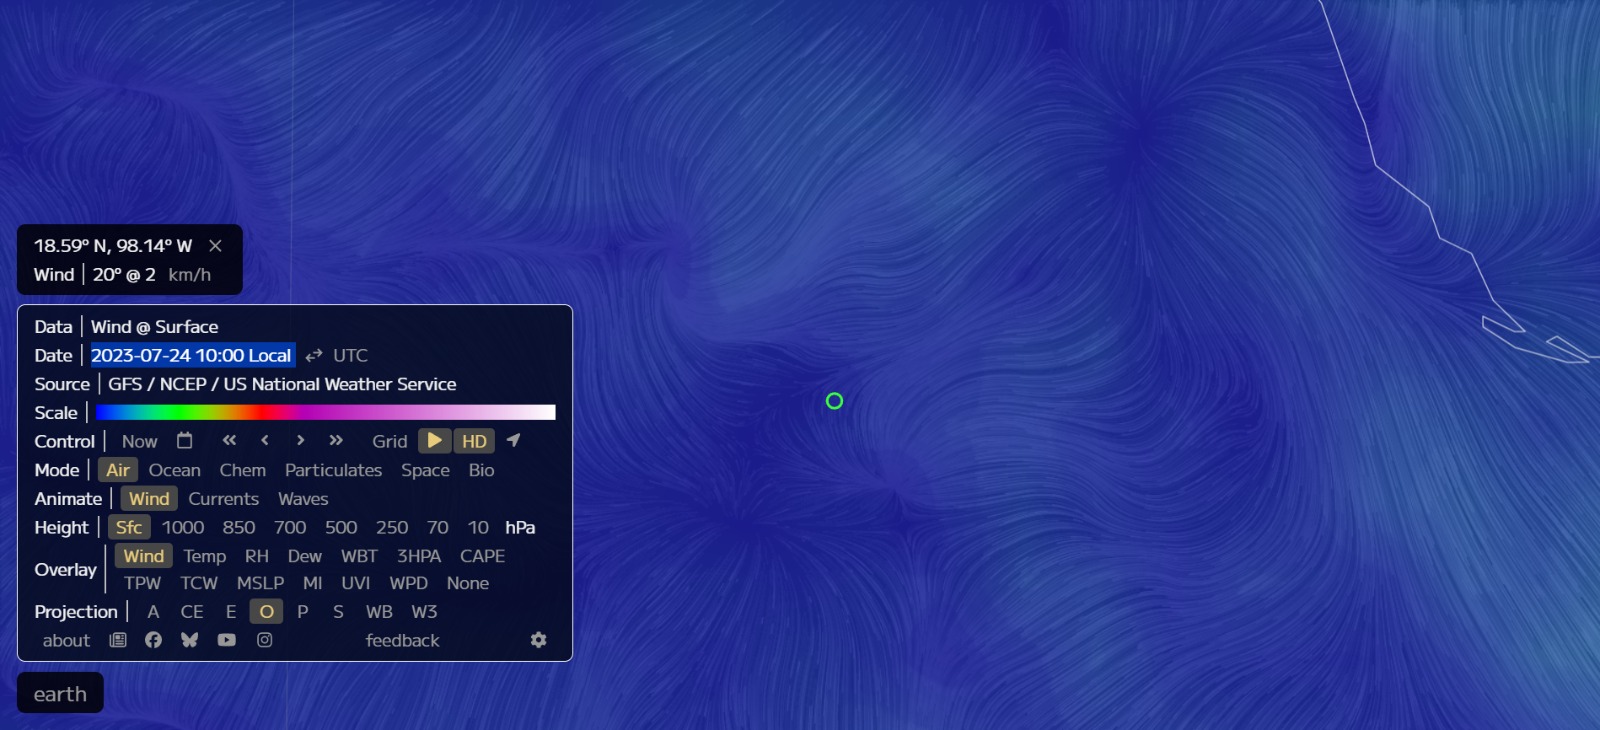 18.59° N, 98.14° W ×
Wind | 20° @ 2 km/h
Data | Wind @ Surface
Date | 2023-07-24 10:00 Local ⇄ UTC
Source | GFS / NCEP / US National Weather Service
Scale |
Control | Now « ‹ › » Grid HD
Mode | Air Ocean Chem Particulates Space Bio
Animate | Wind Currents Waves
Height | Sfc 1000 850 700 500 250 70 10 hPa
Overlay | Wind Temp RH Dew WBT 3HPA CAPE
TPW TCW MSLP MI UVI WPD None
Projection | A CE E O P S WB W3
about feedback
earth